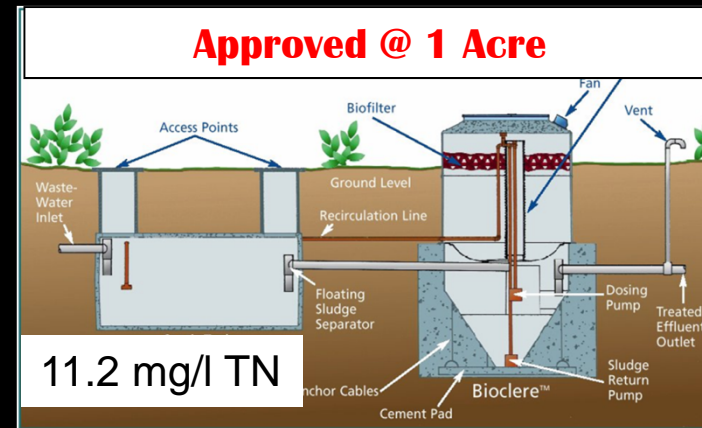 Approved @ 1 Acre
Fan
Biofilter
Vent
Access Points
Ground Level
Waste-
Water
Inlet
Recirculation Line
Floating
Sludge
Separator
Dosing
Pump
Treated
Effluent
Outlet
11.2 mg/l TN
Sludge
Return
Pump
Cables
Bioclere™
Cement Pad